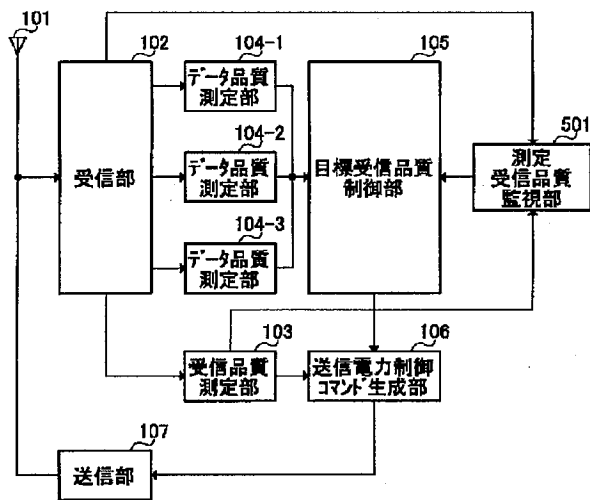 101
102
受信部
104-1
データ品質
測定部
104-2
データ品質
測定部
104-3
データ品質
測定部
105
目標受信品質
制御部
501
測定
受信品質
監視部
103
受信品質
測定部
106
送信電力制御
コマンド生成部
107
送信部